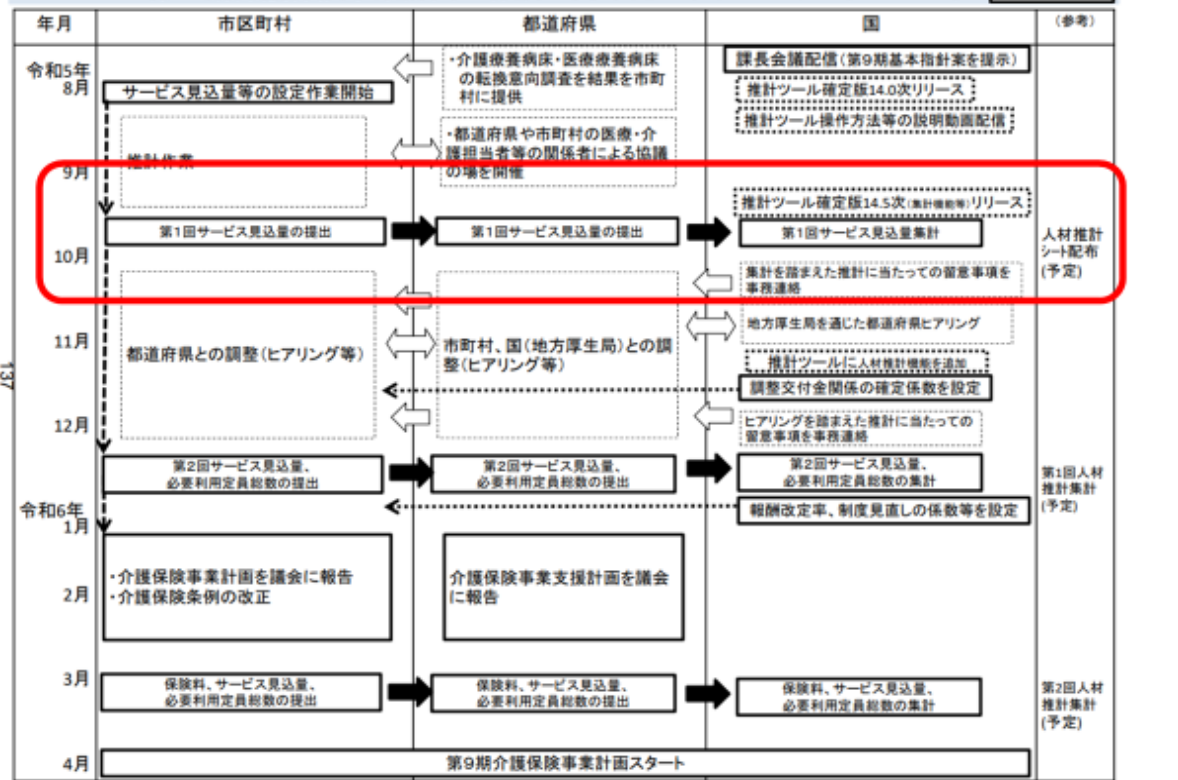 年月
市区町村
都道府県
国
（参考）
令和5年
8月
サービス見込量等の設定作業開始
・介護療養病床・医療療養病床
の転換意向調査を結果を市町
村に提供
課長会議配信（第9期基本指針案を提示）
推計ツール確定版14.0次リリース
推計ツール操作方法等の説明動画配信
推計作業
・都道府県や市町村の医療・介
護担当者等の関係者による協議
の場を開催
9月
推計ツール確定版14.5次（集計機能等）リリース
第1回サービス見込量の提出
第1回サービス見込量の提出
第1回サービス見込量集計
人材推計
シート配布
（予定）
10月
集計を踏まえた推計に当たっての留意事項を
事務連絡
11月
都道府県との調整（ヒアリング等）
市町村、国（地方厚生局）との調
整（ヒアリング等）
地方厚生局を通じた都道府県ヒアリング
推計ツールに人材推計機能を追加
調整交付金関係の確定係数を設定
137
12月
ヒアリングを踏まえた推計に当たっての
留意事項を事務連絡
第2回サービス見込量、
必要利用定員総数の提出
第2回サービス見込量、
必要利用定員総数の提出
第2回サービス見込量、
必要利用定員総数の集計
第1回人材
推計集計
（予定）
令和6年
1月
報酬改定率、制度見直しの係数等を設定
2月
・介護保険事業計画を議会に報告
・介護保険条例の改正
介護保険事業支援計画を議会
に報告
3月
保険料、サービス見込量、
必要利用定員総数の提出
保険料、サービス見込量、
必要利用定員総数の提出
保険料、サービス見込量、
必要利用定員総数の集計
第2回人材
推計集計
（予定）
4月
第9期介護保険事業計画スタート